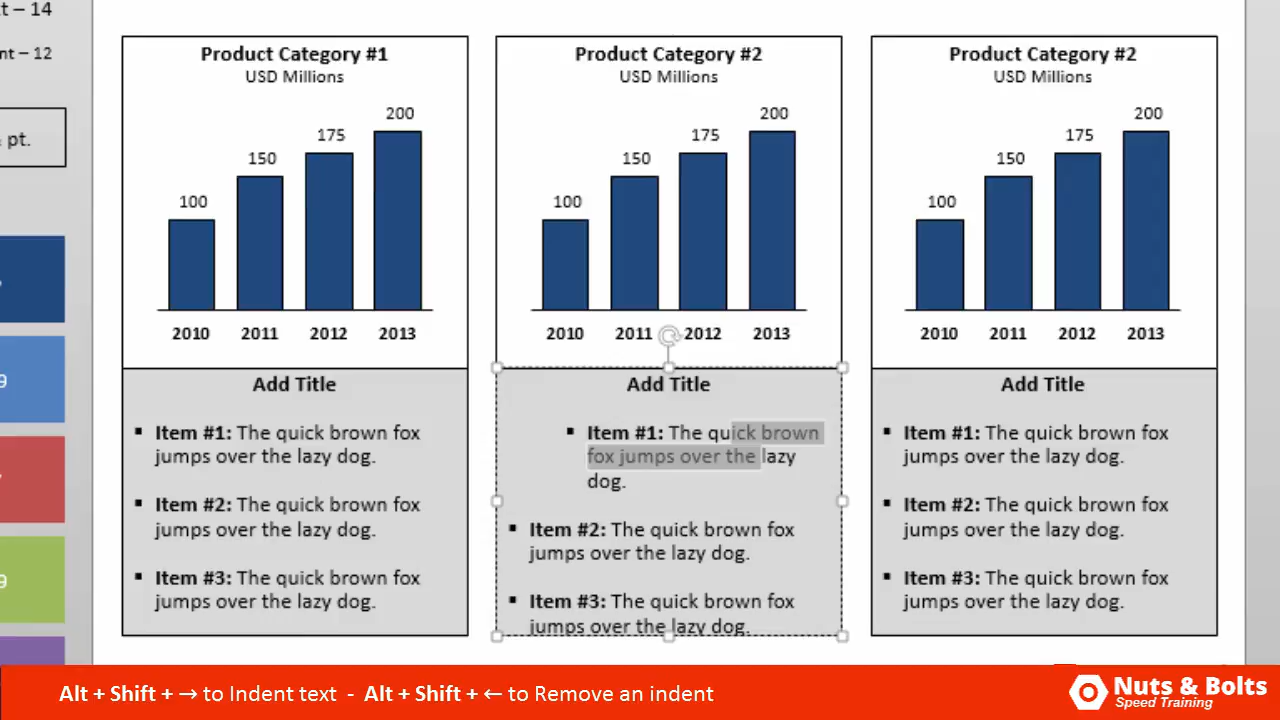 t – 14
nt – 12
pt.
9
9
Product Category #1
USD Millions
100
150
175
200
2010 2011 2012 2013
Add Title
▪ Item #1: The quick brown fox
jumps over the lazy dog.
▪ Item #2: The quick brown fox
jumps over the lazy dog.
▪ Item #3: The quick brown fox
jumps over the lazy dog.
Product Category #2
USD Millions
100
150
175
200
2010 2011 2012 2013
Add Title
▪ Item #1: The quick brown
fox jumps over the lazy
dog.
▪ Item #2: The quick brown fox
jumps over the lazy dog.
▪ Item #3: The quick brown fox
jumps over the lazy dog.
Product Category #2
USD Millions
100
150
175
200
2010 2011 2012 2013
Add Title
▪ Item #1: The quick brown fox
jumps over the lazy dog.
▪ Item #2: The quick brown fox
jumps over the lazy dog.
▪ Item #3: The quick brown fox
jumps over the lazy dog.
Alt + Shift + → to Indent text - Alt + Shift + ← to Remove an indent
Nuts & Bolts
Speed Training